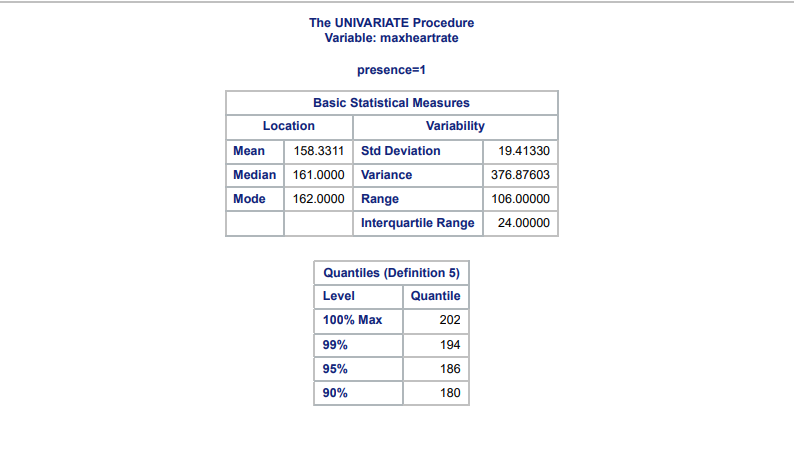 The UNIVARIATE Procedure
Variable: maxheartrate
presence=1
Basic Statistical Measures
Location Variability
Mean 158.3311 Std Deviation 19.41330
Median 161.0000 Variance 376.87603
Mode 162.0000 Range 106.00000
Interquartile Range 24.00000
Quantiles (Definition 5)
Level Quantile
100% Max 202
99% 194
95% 186
90% 180